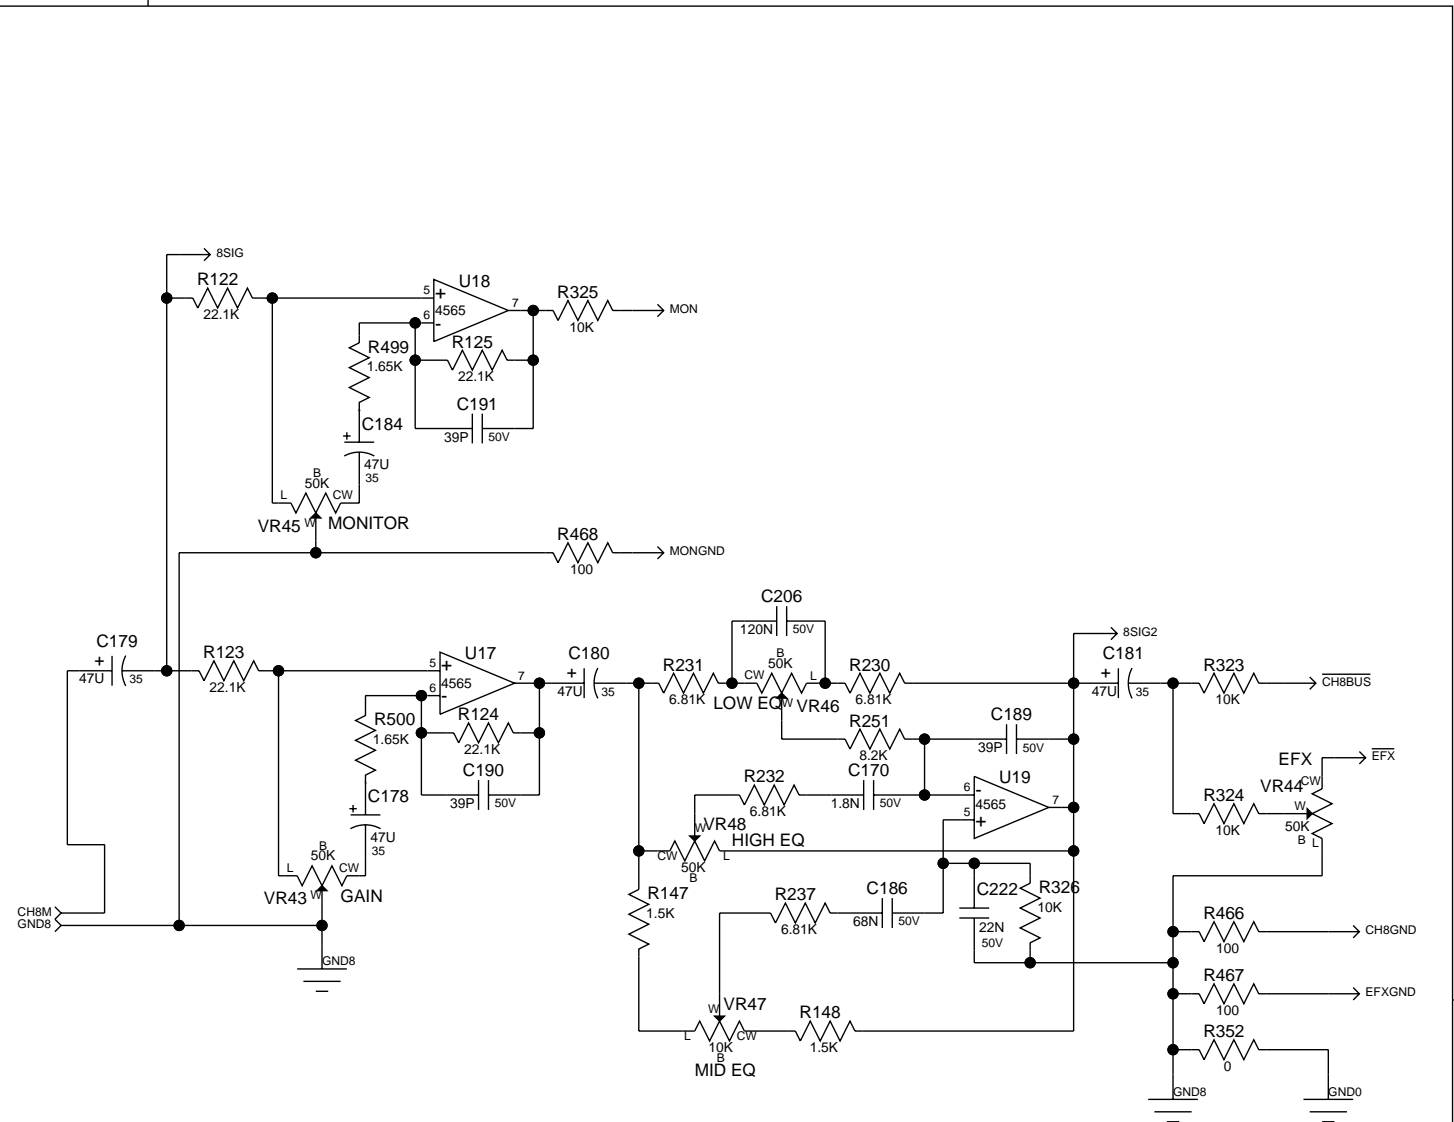 8SIG
R122
22.1K
U18
5
+
4565
6
-
7
R325
10K
MON
R499
1.65K
R125
22.1K
C191
39P
50V
C184
+
47U
35
B
50K
L
CW
W
VR45
MONITOR
R468
100
MONGND
C179
+
47U
35
R123
22.1K
U17
5
+
4565
6
-
7
C180
+
47U
35
R500
1.65K
R124
22.1K
C190
39P
50V
C178
+
47U
35
B
50K
L
CW
W
VR43
GAIN
CH8M
GND8
GND8
C206
120N
50V
R231
6.81K
B
50K
CW
L
W
LOW EQ
VR46
R230
6.81K
8SIG2
C181
+
47U
35
R323
10K
CH8BUS
R251
8.2K
C189
39P
50V
R232
6.81K
C170
1.8N
50V
U19
6
-
4565
5
+
7
W
VR48
HIGH EQ
CW
L
50K
B
EFX
EFX
VR44
CW
W
50K
B
L
R324
10K
R147
1.5K
R237
6.81K
C186
68N
50V
C222
22N
50V
R326
10K
R466
100
CH8GND
R467
100
EFXGND
W
VR47
L
10K
CW
B
MID EQ
R148
1.5K
R352
0
GND8
GND0